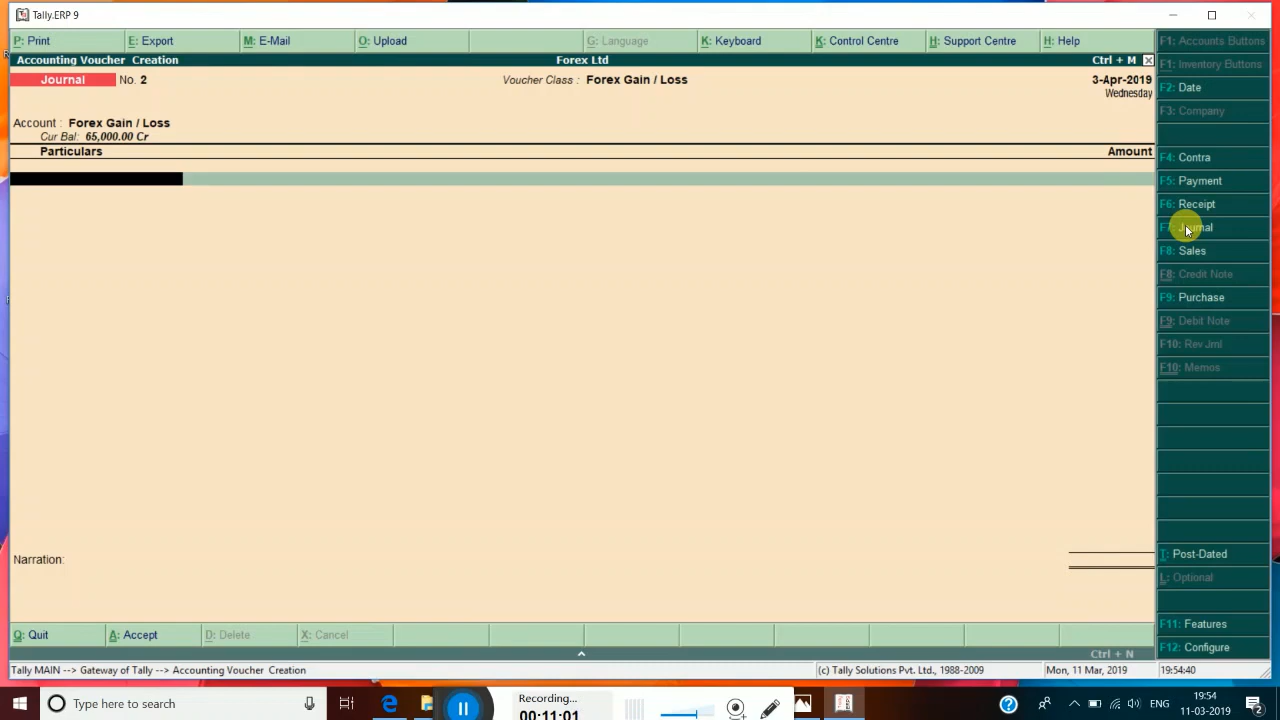 Tally.ERP 9
P: Print
E: Export
M: E-Mail
O: Upload
G: Language
K: Keyboard
K: Control Centre
H: Support Centre
H: Help
Accounting Voucher Creation
Forex Ltd
Ctrl + M
Journal No. 2
Voucher Class : Forex Gain / Loss
3-Apr-2019
Wednesday
Account : Forex Gain / Loss
Cur Bal: 65,000.00 Cr
Particulars
Amount
Narration:
F1: Accounts Buttons
F1: Inventory Buttons
F2: Date
F3: Company
F4: Contra
F5: Payment
F6: Receipt
F7: Journal
F8: Sales
F8: Credit Note
F9: Purchase
F9: Debit Note
F10: Rev Jrnl
F10: Memos
T: Post-Dated
L: Optional
F11: Features
F12: Configure
Q: Quit
A: Accept
D: Delete
X: Cancel
Ctrl + N
Tally MAIN --> Gateway of Tally --> Accounting Voucher Creation
(c) Tally Solutions Pvt. Ltd., 1988-2009
Mon, 11 Mar, 2019
19:54:40
Type here to search
Recording...
00:11:01
ENG
19:54
11-03-2019
2